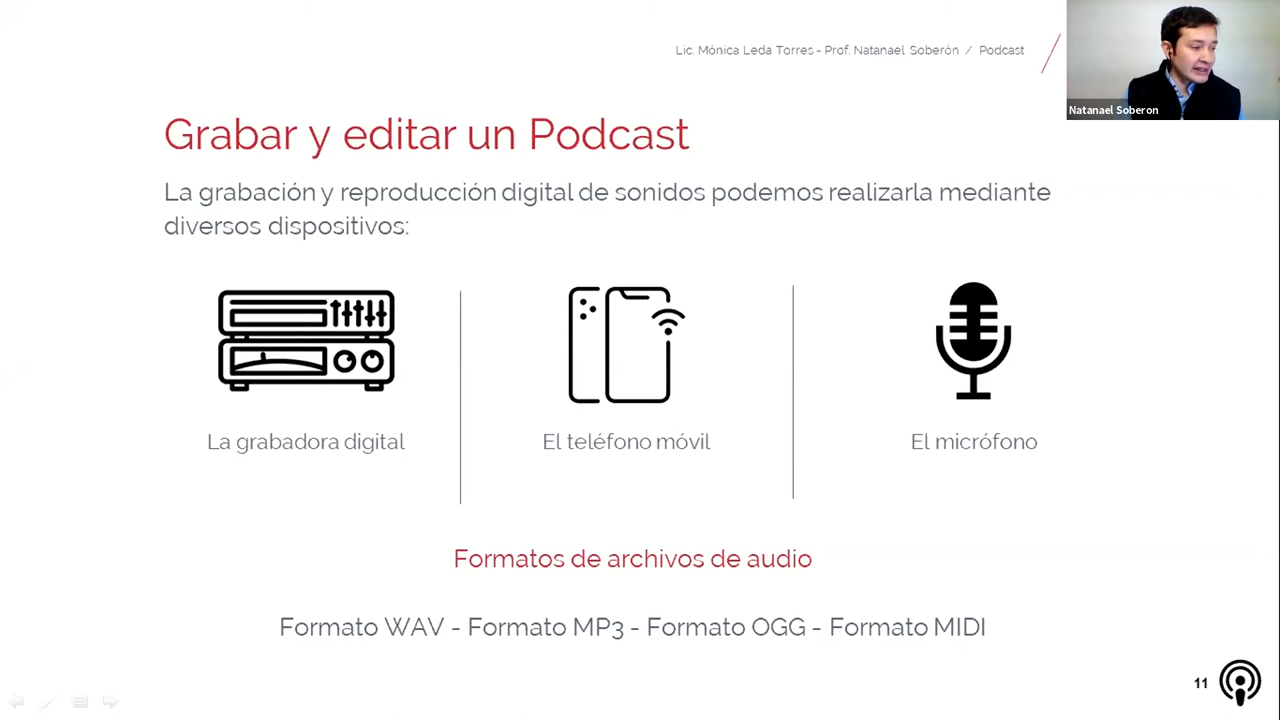 Lic. Mónica Leda Torres - Prof. Natanael Soberón / Podcast
Natanael Soberon
Grabar y editar un Podcast
La grabación y reproducción digital de sonidos podemos realizarla mediante
diversos dispositivos:
La grabadora digital
El teléfono móvil
El micrófono
Formatos de archivos de audio
Formato WAV - Formato MP3 - Formato OGG - Formato MIDI
11